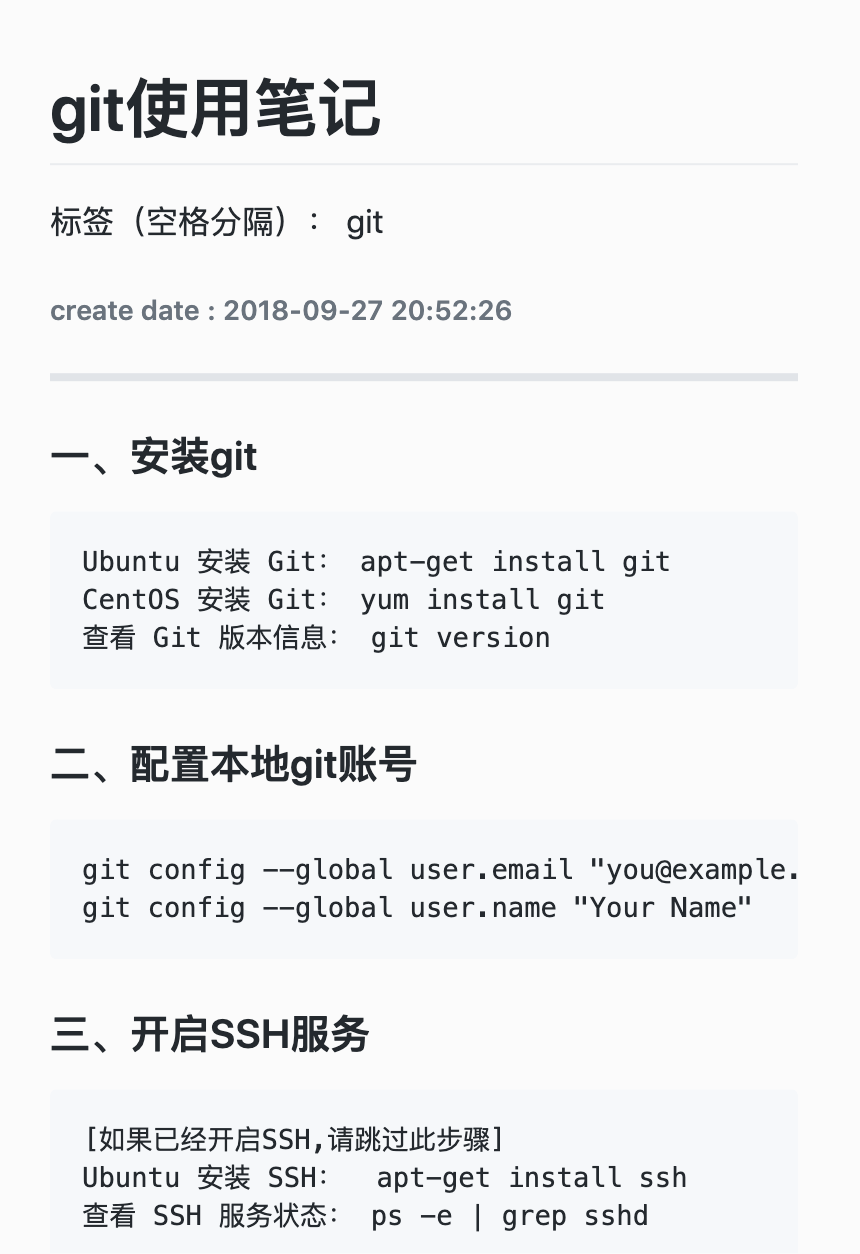 git使用笔记
标签（空格分隔）： git
create date : 2018-09-27 20:52:26
一、安装git
Ubuntu 安装 Git： apt-get install git
CentOS 安装 Git： yum install git
查看 Git 版本信息： git version
二、配置本地git账号
git config --global user.email "you@example.
git config --global user.name "Your Name"
三、开启SSH服务
[如果已经开启SSH,请跳过此步骤]
Ubuntu 安装 SSH：  apt-get install ssh
查看 SSH 服务状态： ps -e | grep sshd